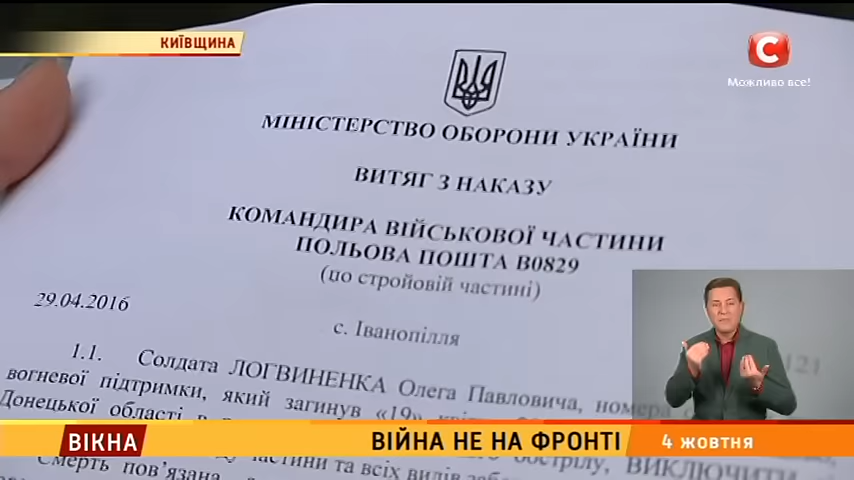 КИЇВЩИНА
С
Можливо все!
МІНІСТЕРСТВО ОБОРОНИ УКРАЇНИ
ВИТЯГ З НАКАЗУ
КОМАНДИРА ВІЙСЬКОВОЇ ЧАСТИНИ
ПОЛЬОВА ПОШТА В0829
(по стройовій частині)
29.04.2016
121
с. Іванопілля
1.1. Солдата ЛОГВИНЕНКА Олега Павловича, номера
вогневої підтримки, який загинув «19»
Донецької області в
обстрілу, ВИКЛЮЧИТИ
частини та всіх видів
Смерть пов'язана
ВІКНА
ВІЙНА НЕ НА ФРОНТІ
4 жовтня